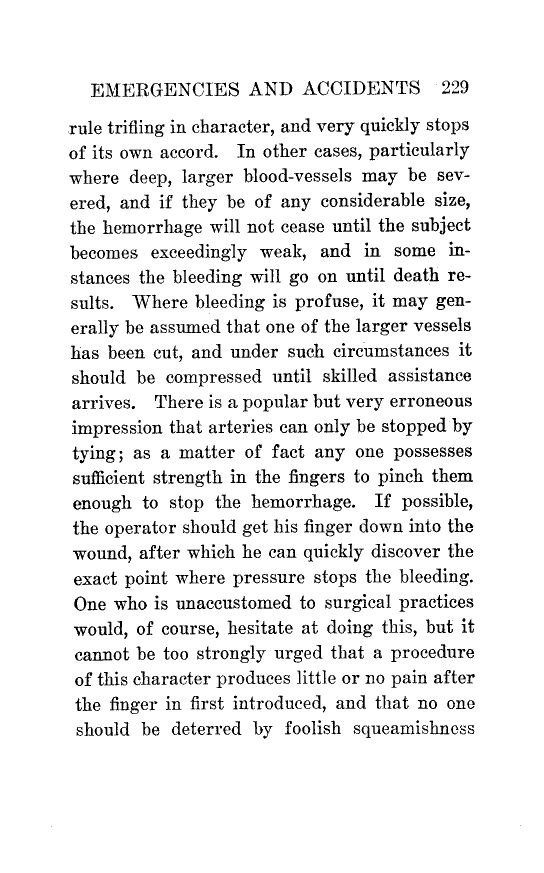 EMERGENCIES AND ACCIDENTS 229
rule trifling in character, and very quickly stops
of its own accord. In other cases, particularly
where deep, larger blood-vessels may be sev-
ered, and if they be of any considerable size,
the hemorrhage will not cease until the subject
becomes exceedingly weak, and in some in-
stances the bleeding will go on until death re-
sults. Where bleeding is profuse, it may gen-
erally be assumed that one of the larger vessels
has been cut, and under such circumstances it
should be compressed until skilled assistance
arrives. There is a popular but very erroneous
impression that arteries can only be stopped by
tying; as a matter of fact any one possesses
sufficient strength in the fingers to pinch them
enough to stop the hemorrhage. If possible,
the operator should get his finger down into the
wound, after which he can quickly discover the
exact point where pressure stops the bleeding.
One who is unaccustomed to surgical practices
would, of course, hesitate at doing this, but it
cannot be too strongly urged that a procedure
of this character produces little or no pain after
the finger in first introduced, and that no one
should be deterred by foolish squeamishness